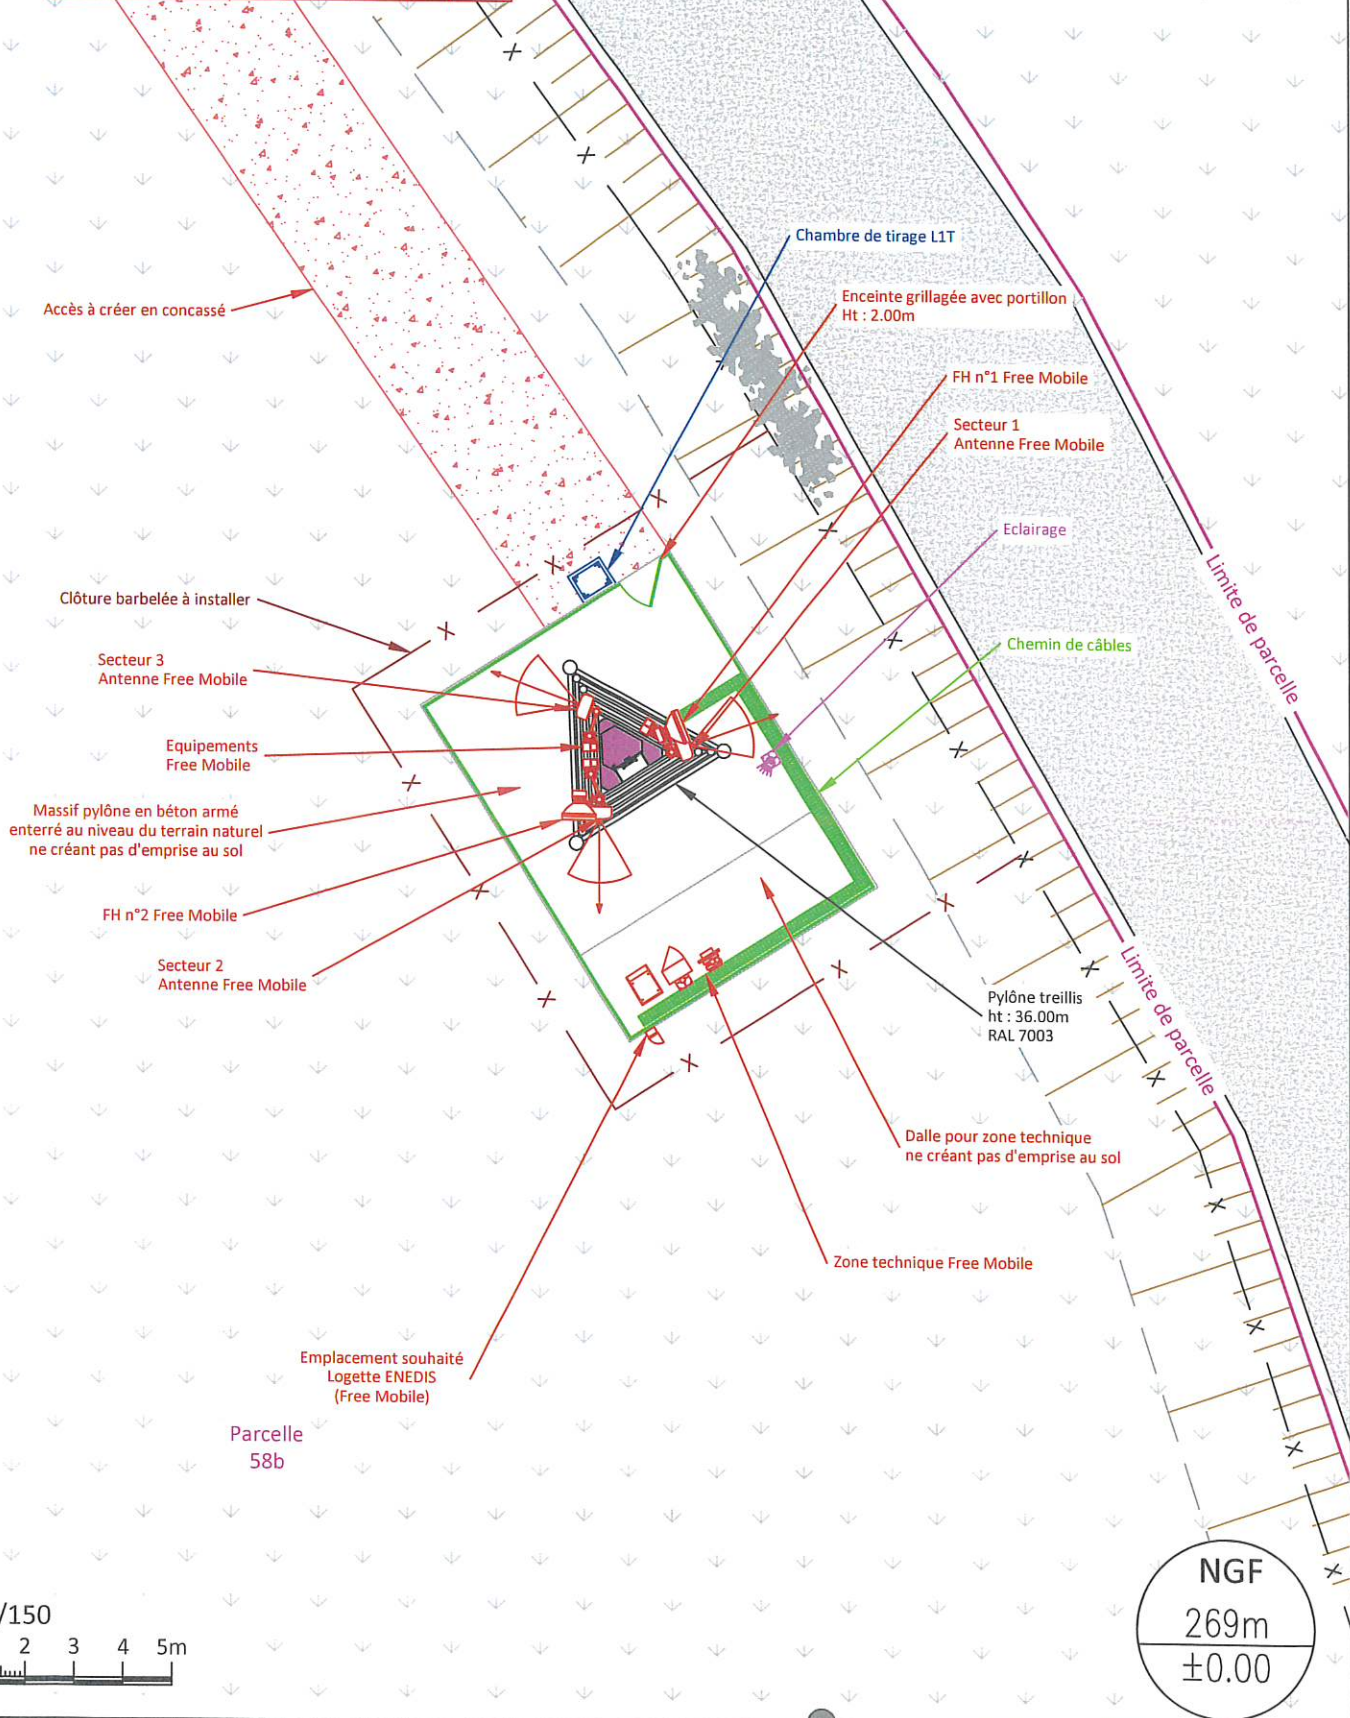 Chambre de tirage L1T
Enceinte grillagée avec portillon
Ht : 2.00m
Accès à créer en concassé
FH n°1 Free Mobile
Secteur 1
Antenne Free Mobile
Eclairage
Limite de parcelle
Clôture barbelée à installer
Chemin de câbles
Secteur 3
Antenne Free Mobile
Equipements
Free Mobile
Massif pylône en béton armé
enterré au niveau du terrain naturel
ne créant pas d'emprise au sol
FH n°2 Free Mobile
Secteur 2
Antenne Free Mobile
Limite de parcelle
Pylône treillis
ht : 36.00m
RAL 7003
Dalle pour zone technique
ne créant pas d'emprise au sol
Zone technique Free Mobile
Emplacement souhaité
Logette ENEDIS
(Free Mobile)
Parcelle
58b
NGF
269m
±0.00
/150
2 3 4 5m